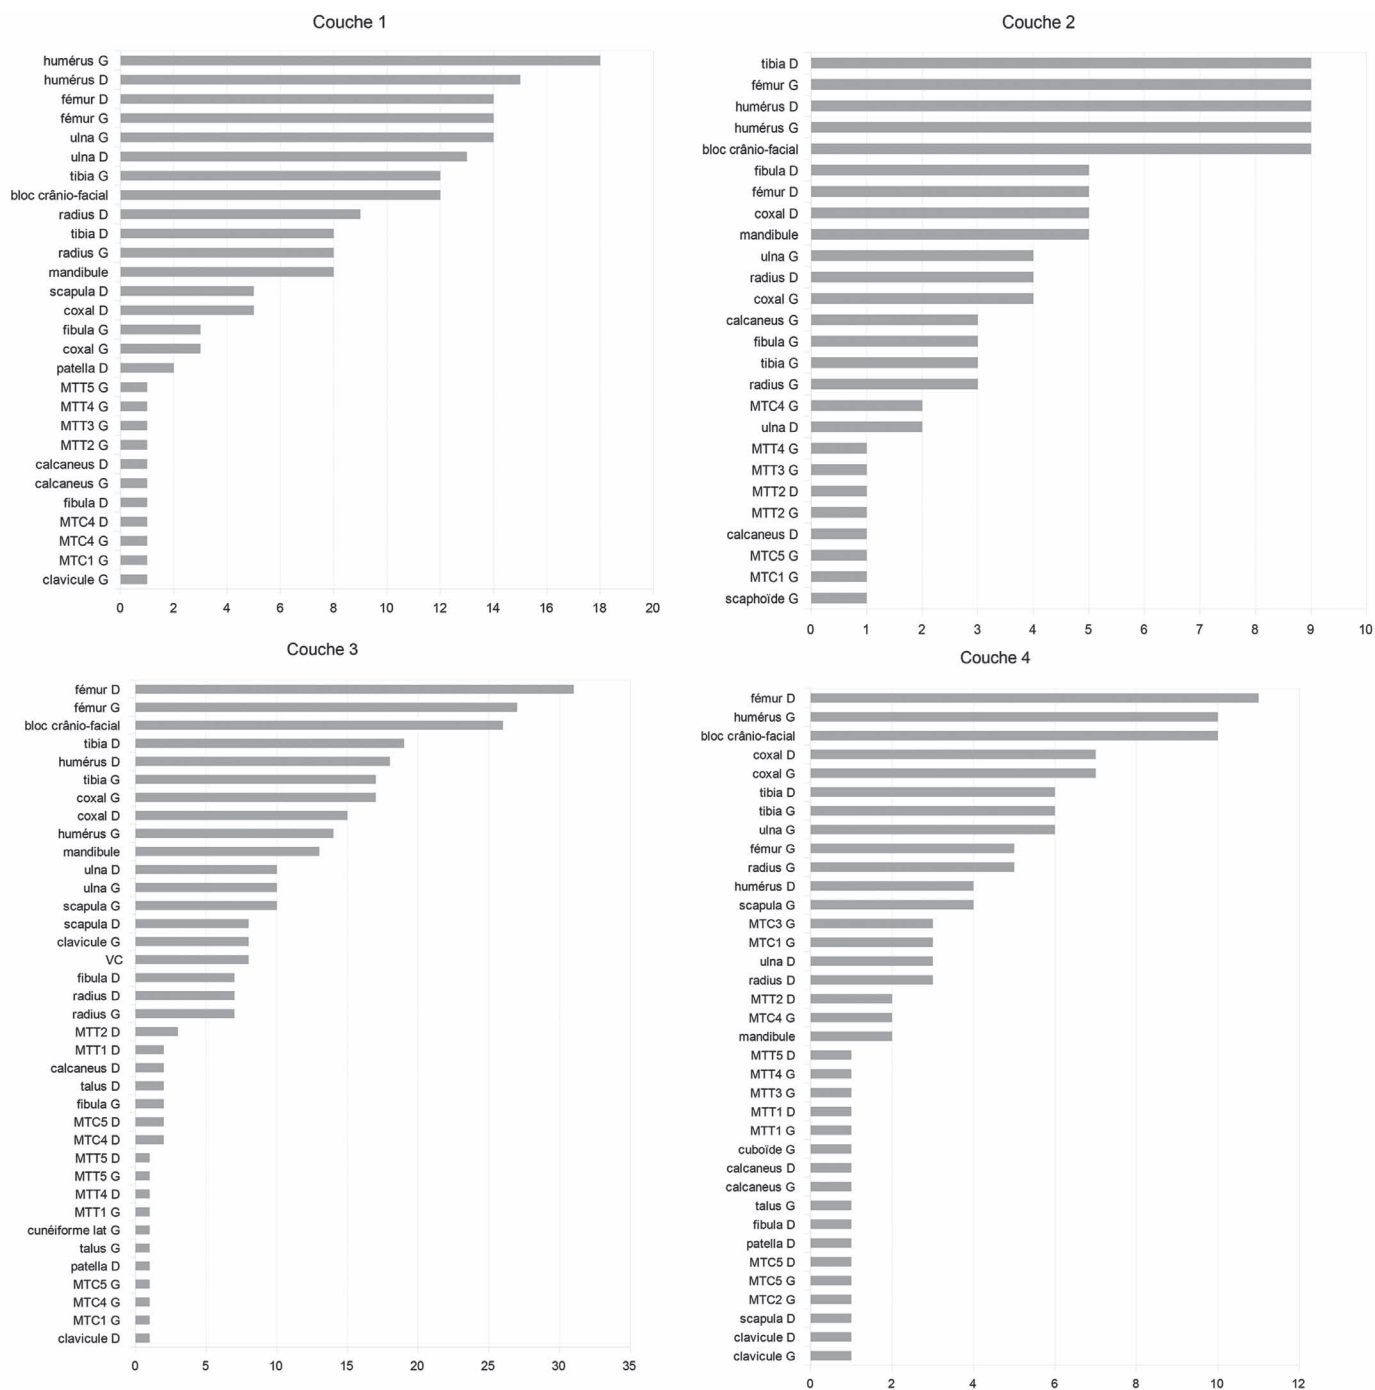 Couche 1
humérus G
humérus D
fémur D
fémur G
ulna G
ulna D
tibia G
bloc crânio-facial
radius D
tibia D
radius G
mandibule
scapula D
coxal D
fibula G
coxal G
patella D
MTT5 G
MTT4 G
MTT3 G
MTT2 G
calcaneus D
calcaneus G
fibula D
MTC4 D
MTC4 G
MTC1 G
clavicule G
0 2 4 6 8 10 12 14 16 18 20
Couche 2
tibia D
fémur G
humérus D
humérus G
bloc crânio-facial
fibula D
fémur D
coxal D
mandibule
ulna G
radius D
coxal G
calcaneus G
fibula G
tibia G
radius G
MTC4 G
ulna D
MTT4 G
MTT3 G
MTT2 D
MTT2 G
calcaneus D
MTC5 G
MTC1 G
scaphoïde G
0 1 2 3 4 5 6 7 8 9 10
Couche 3
fémur D
fémur G
bloc crânio-facial
tibia D
humérus D
tibia G
coxal G
coxal D
humérus G
mandibule
ulna D
ulna G
scapula G
scapula D
clavicule G
VC
fibula D
radius D
radius G
MTT2 D
MTT1 D
calcaneus D
talus D
fibula G
MTC5 D
MTC4 D
MTT5 D
MTT5 G
MTT4 D
MTT1 G
cunéiforme lat G
talus G
patella D
MTC5 G
MTC4 G
MTC1 G
clavicule D
0 5 10 15 20 25 30 35
Couche 4
fémur D
humérus G
bloc crânio-facial
coxal D
coxal G
tibia D
tibia G
ulna G
fémur G
radius G
humérus D
scapula G
MTC3 G
MTC1 G
ulna D
radius D
MTT2 D
MTC4 G
mandibule
MTT5 D
MTT4 G
MTT3 G
MTT1 D
MTT1 G
cuboïde G
calcaneus D
calcaneus G
talus G
fibula D
patella D
MTC5 D
MTC5 G
MTC2 G
scapula D
clavicule D
clavicule G
0 2 4 6 8 10 12